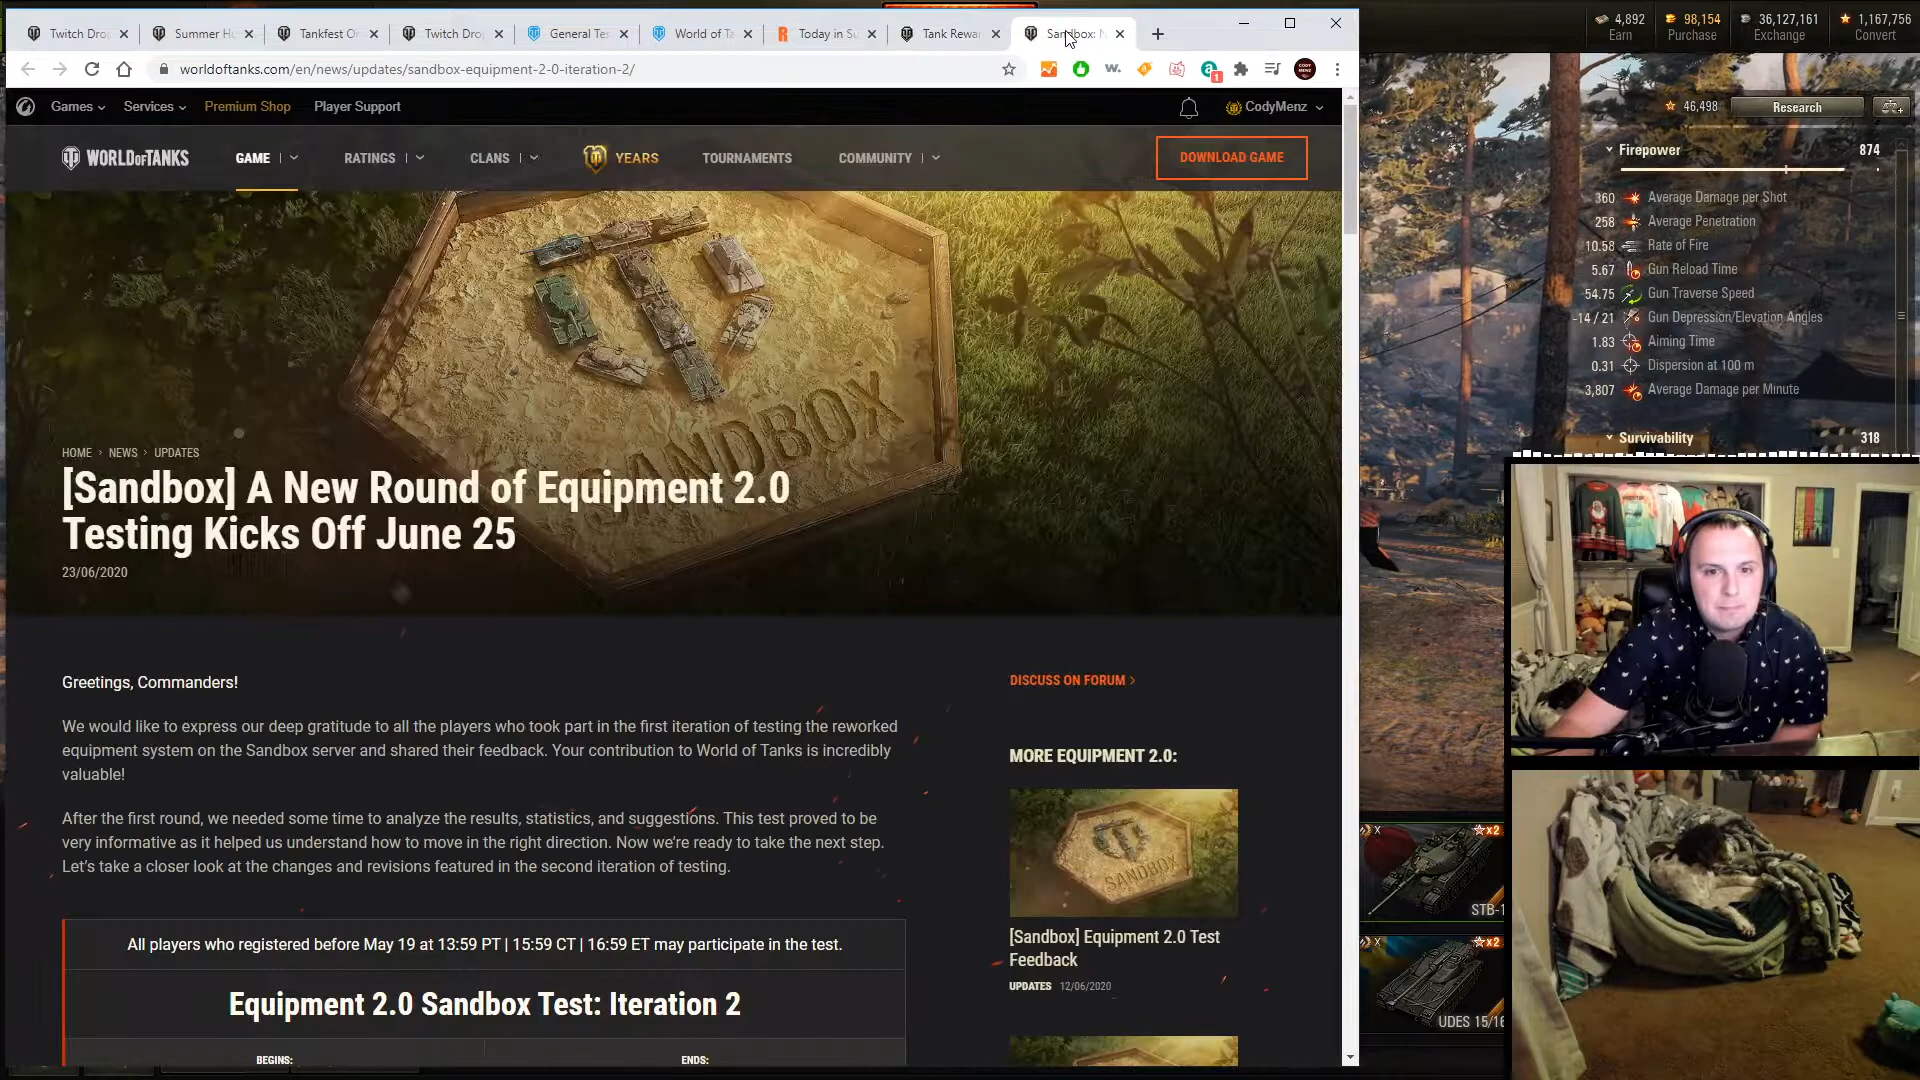 Twitch Dro
Summer H
Tankfest O
Twitch Dro
General Te
World of Ta
Today in Su
Tank Rewa
Sandbox: N
worldoftanks.com/en/news/updates/sandbox-equipment-2-0-iteration-2/
Games
Services
Premium Shop
Player Support
CodyMenz
WORLD OF TANKS
GAME
RATINGS
CLANS
YEARS
TOURNAMENTS
COMMUNITY
DOWNLOAD GAME
SANDBOX
HOME > NEWS > UPDATES
[Sandbox] A New Round of Equipment 2.0
Testing Kicks Off June 25
23/06/2020
Greetings, Commanders!
We would like to express our deep gratitude to all the players who took part in the first iteration of testing the reworked
equipment system on the Sandbox server and shared their feedback. Your contribution to World of Tanks is incredibly
valuable!
After the first round, we needed some time to analyze the results, statistics, and suggestions. This test proved to be
very informative as it helped us understand how to move in the right direction. Now we're ready to take the next step.
Let's take a closer look at the changes and revisions featured in the second iteration of testing.
All players who registered before May 19 at 13:59 PT | 15:59 CT | 16:59 ET may participate in the test.
Equipment 2.0 Sandbox Test: Iteration 2
BEGINS:
ENDS:
DISCUSS ON FORUM >
MORE EQUIPMENT 2.0:
SANDBOX
[Sandbox] Equipment 2.0 Test
Feedback
UPDATES 12/06/2020
4,892
Earn
98,154
Purchase
36,127,161
Exchange
1,167,756
Convert
46,498
Research
Firepower 874
360 Average Damage per Shot
258 Average Penetration
10.58 Rate of Fire
5.67 Gun Reload Time
54.75 Gun Traverse Speed
-14 / 21 Gun Depression/Elevation Angles
1.83 Aiming Time
0.31 Dispersion at 100 m
3,807 Average Damage per Minute
Survivability 318
X x2
STB-1
X x2
UDES 15/16